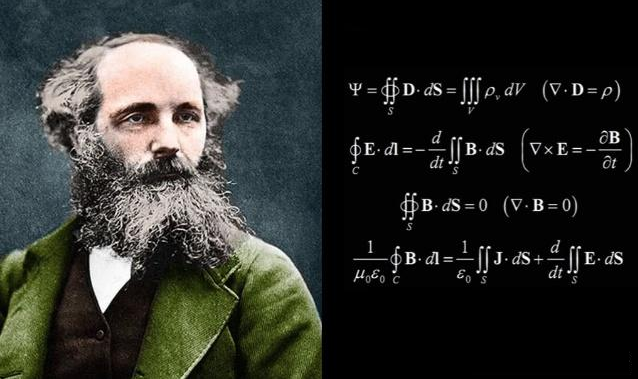 Ψ = ∯_S D · dS = ∭_V ρ_v dV (∇ · D = ρ)
∮_C E · dl = − d/dt ∬_S B · dS (∇ × E = − ∂B/∂t)
∯_S B · dS = 0 (∇ · B = 0)
1/μ₀ε₀ ∮_C B · dl = 1/ε₀ ∬_S J · dS + d/dt ∬_S E · dS